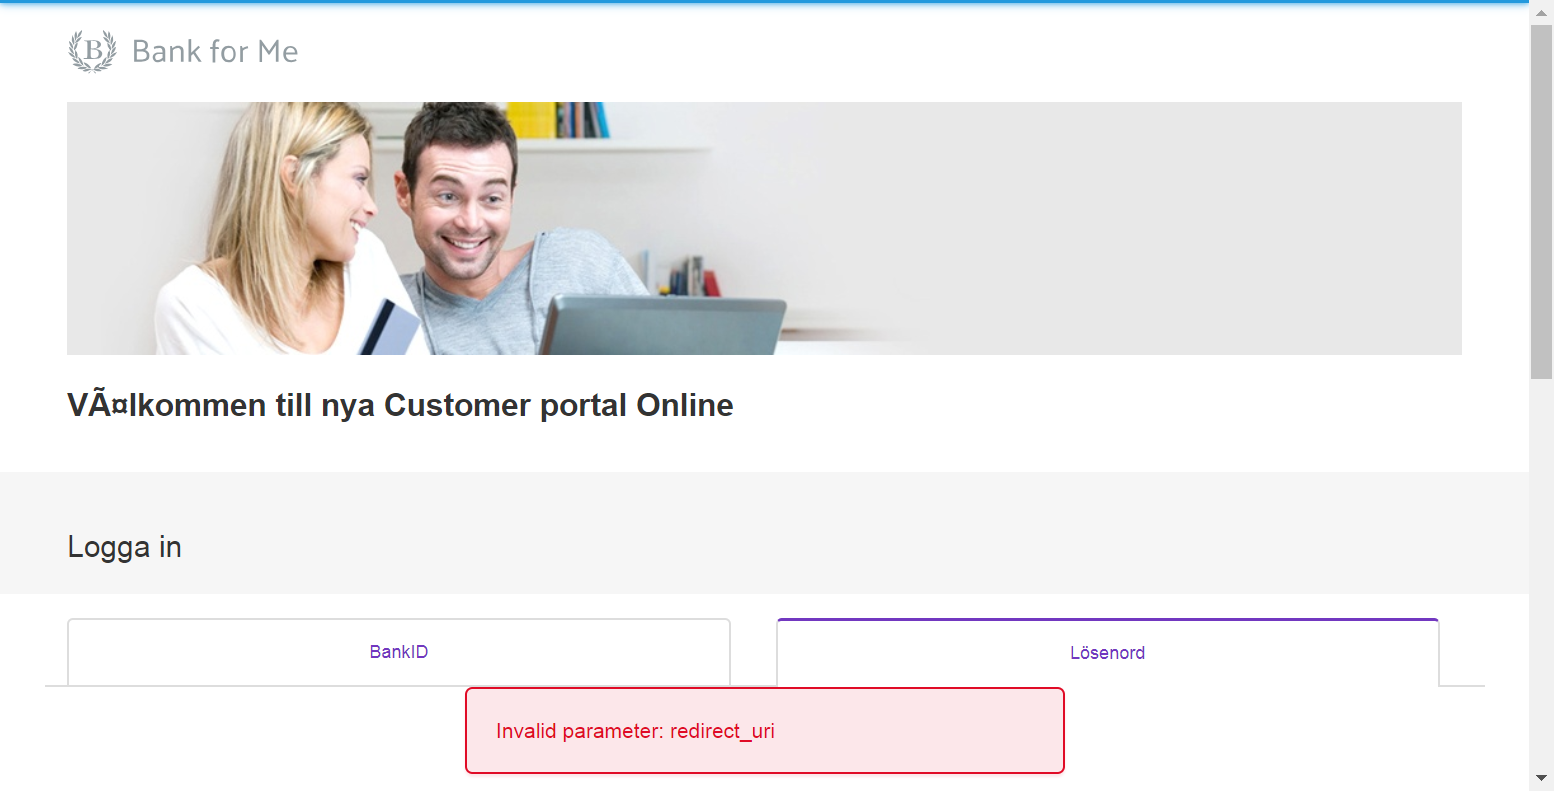 B
Bank for Me
VÃ¤lkommen till nya Customer portal Online
Logga in
BankID
Lösenord
Invalid parameter: redirect_uri